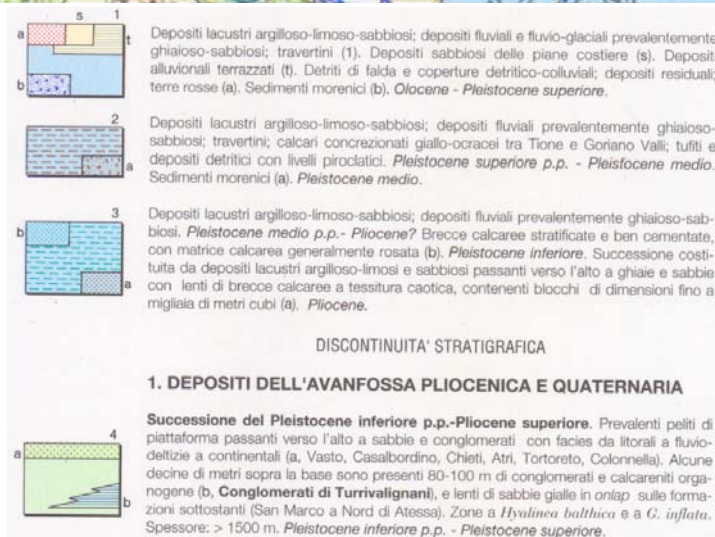 s 1
a Depositi lacustri argilloso-limoso-sabbiosi; depositi fluviali e fluvio-glaciali prevalentemente
t ghiaioso-sabbiosi; travertini (1). Depositi sabbiosi delle piane costiere (s). Depositi
alluvionali terrazzati (t). Detriti di falda e coperture detritico-colluviali; depositi residuali;
b terre rosse (a). Sedimenti morenici (b). Olocene - Pleistocene superiore.
2
Depositi lacustri argilloso-limoso-sabbiosi; depositi fluviali prevalentemente ghiaioso-
sabbiosi; travertini; calcari concrezionati giallo-ocracei tra Tione e Goriano Valli; tufiti e
a depositi detritici con livelli piroclatici. Pleistocene superiore p.p. - Pleistocene medio.
Sedimenti morenici (a). Pleistocene medio.
3
b Depositi lacustri argilloso-limoso-sabbiosi; depositi fluviali prevalentemente ghiaioso-sab-
biosi. Pleistocene medio p.p.- Pliocene? Brecce calcaree stratificate e ben cementate,
con matrice calcarea generalmente rosata (b). Pleistocene inferiore. Successione costi-
tuita da depositi lacustri argilloso-limosi e sabbiosi passanti verso l'alto a ghiaie e sabbie
a con lenti di brecce calcaree a tessitura caotica, contenenti blocchi di dimensioni fino a
migliaia di metri cubi (a). Pliocene.
DISCONTINUITA' STRATIGRAFICA
1. DEPOSITI DELL'AVANFOSSA PLIOCENICA E QUATERNARIA
4
Successione del Pleistocene inferiore p.p.-Pliocene superiore. Prevalenti peliti di
a piattaforma passanti verso l'alto a sabbie e conglomerati con facies da litorali a fluvio-
deltizie a continentali (a, Vasto, Casalbordino, Chieti, Atri, Tortoreto, Colonnella). Alcune
decine di metri sopra la base sono presenti 80-100 m di conglomerati e calcareniti orga-
b nogene (b, Conglomerati di Turrivalignani), e lenti di sabbie gialle in onlap sulle forma-
zioni sottostanti (San Marco a Nord di Atessa). Zone a Hyalinea balthica e a G. inflata.
Spessore: > 1500 m. Pleistocene inferiore p.p. - Pleistocene superiore.